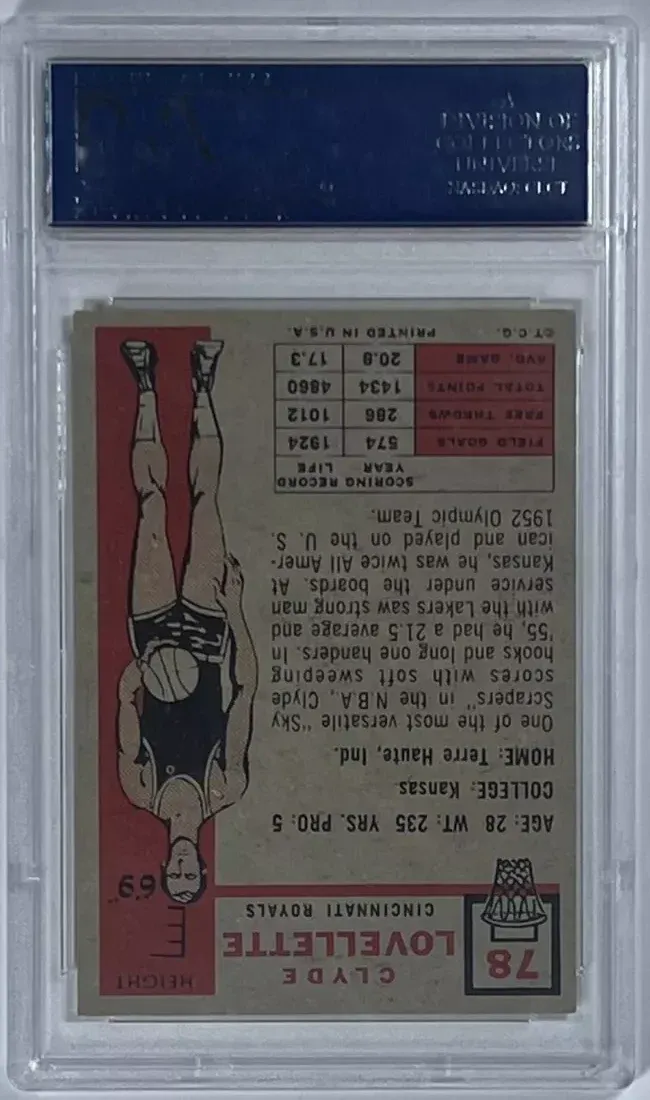 A
DIVISION OF
COLLECTORS
UNIVERSE
78
CLYDE
LOVELLETTE
CINCINNATI ROYALS
HEIGHT
6'9"
AGE: 28 WT: 235 YRS. PRO: 5
COLLEGE: Kansas
HOME: Terre Haute, Ind.
One of the most versatile "Sky
Scrapers" in the N.B.A., Clyde
scores with soft sweeping
hooks and long one handers. In
'55, he had a 21.5 average and
with the Lakers saw strong man
service under the boards. At
Kansas, he was twice All Amer-
ican and played on the U. S.
1952 Olympic Team.
SCORING RECORD
YEAR LIFE
FIELD GOALS 574 1924
FREE THROWS 286 1012
TOTAL POINTS 1434 4860
AVG. GAME 20.8 17.3
©T.C.G. PRINTED IN U.S.A.